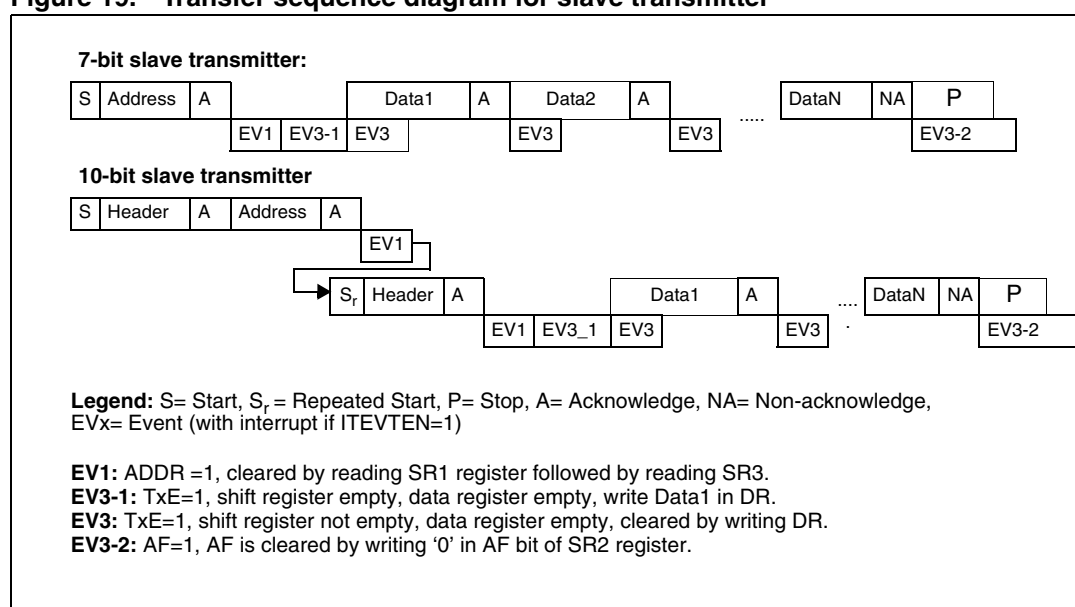 Figure 19. Transfer sequence diagram for slave transmitter
7-bit slave transmitter:
S Address A Data1 A Data2 A ..... DataN NA P
EV1 EV3-1 EV3 EV3 EV3 EV3-2
10-bit slave transmitter
S Header A Address A
EV1
Sr Header A Data1 A .... DataN NA P
EV1 EV3_1 EV3 EV3 . EV3-2
Legend: S= Start, Sr = Repeated Start, P= Stop, A= Acknowledge, NA= Non-acknowledge,
EVx= Event (with interrupt if ITEVTEN=1)
EV1: ADDR =1, cleared by reading SR1 register followed by reading SR3.
EV3-1: TxE=1, shift register empty, data register empty, write Data1 in DR.
EV3: TxE=1, shift register not empty, data register empty, cleared by writing DR.
EV3-2: AF=1, AF is cleared by writing ‘0’ in AF bit of SR2 register.